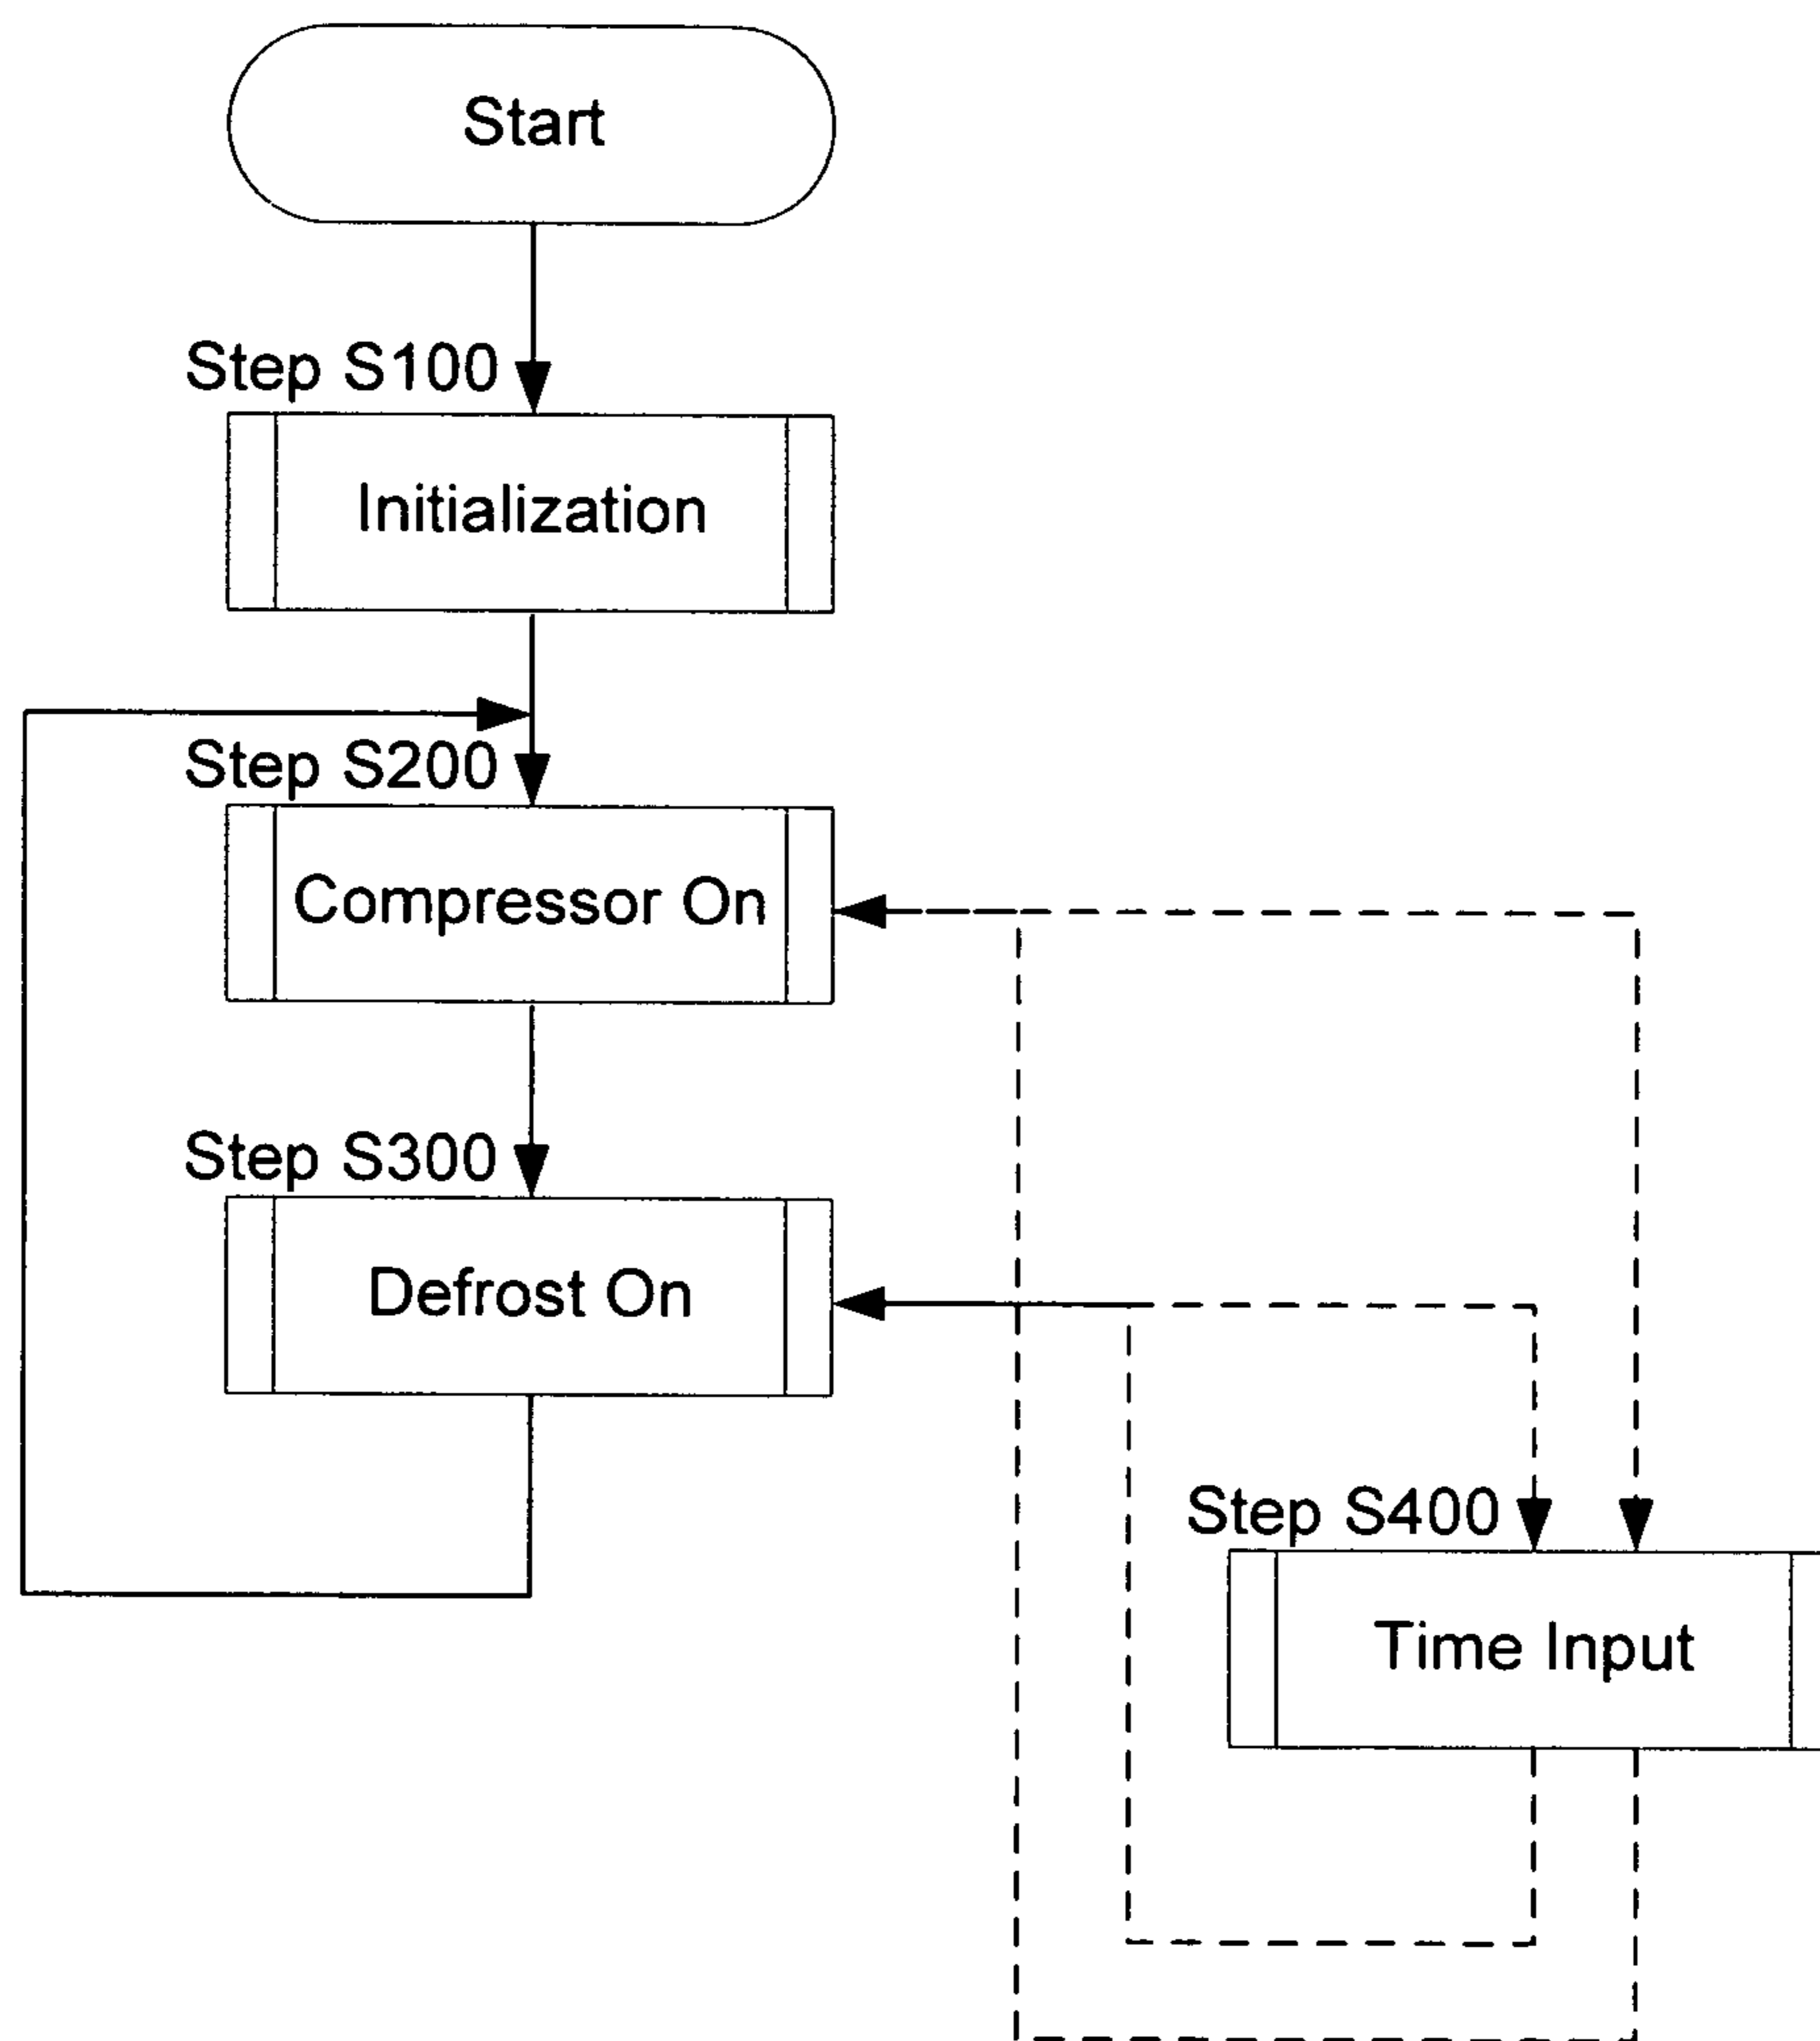 Start
Step S100
Initialization
Step S200
Compressor On
Step S300
Defrost On
Step S400
Time Input